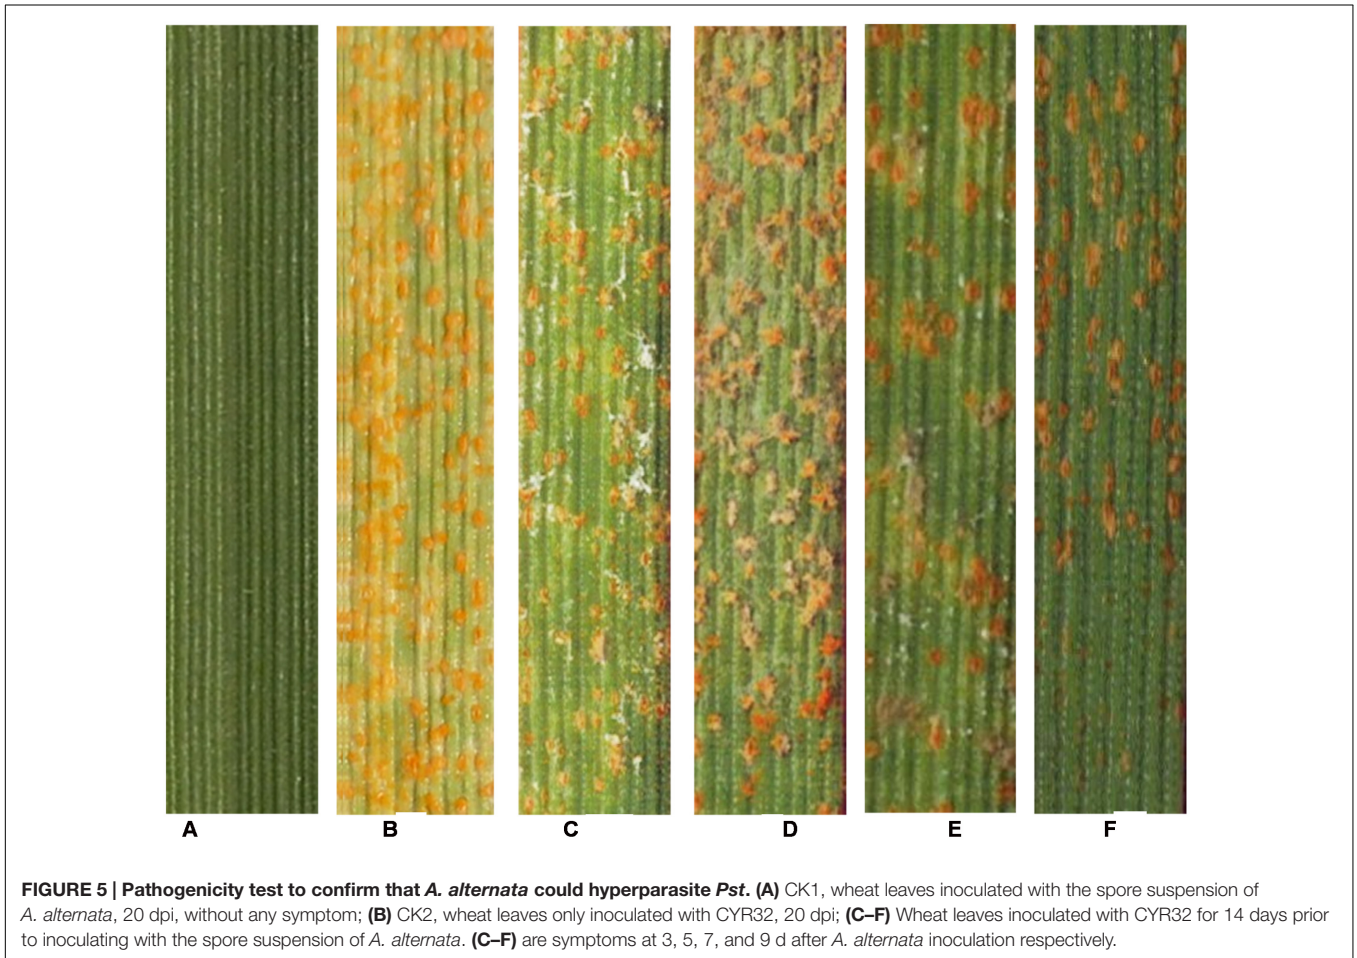 A B C D E F
FIGURE 5 | Pathogenicity test to confirm that A. alternata could hyperparasite Pst. (A) CK1, wheat leaves inoculated with the spore suspension of
A. alternata, 20 dpi, without any symptom; (B) CK2, wheat leaves only inoculated with CYR32, 20 dpi; (C–F) Wheat leaves inoculated with CYR32 for 14 days prior
to inoculating with the spore suspension of A. alternata. (C–F) are symptoms at 3, 5, 7, and 9 d after A. alternata inoculation respectively.